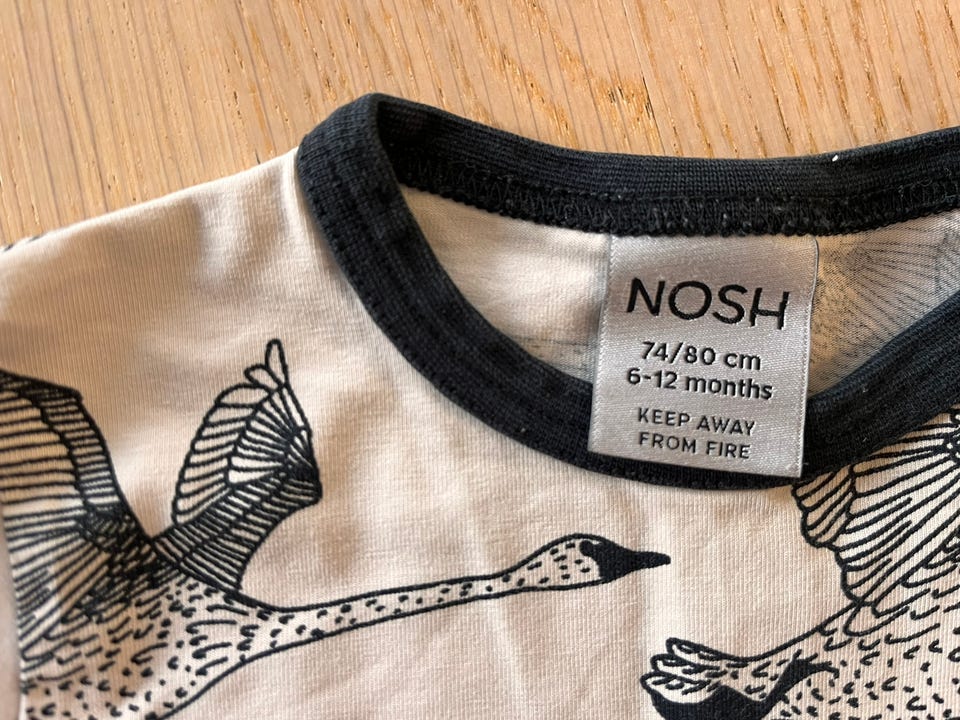 NOSH
74/80 cm
6-12 months
KEEP AWAY
FROM FIRE